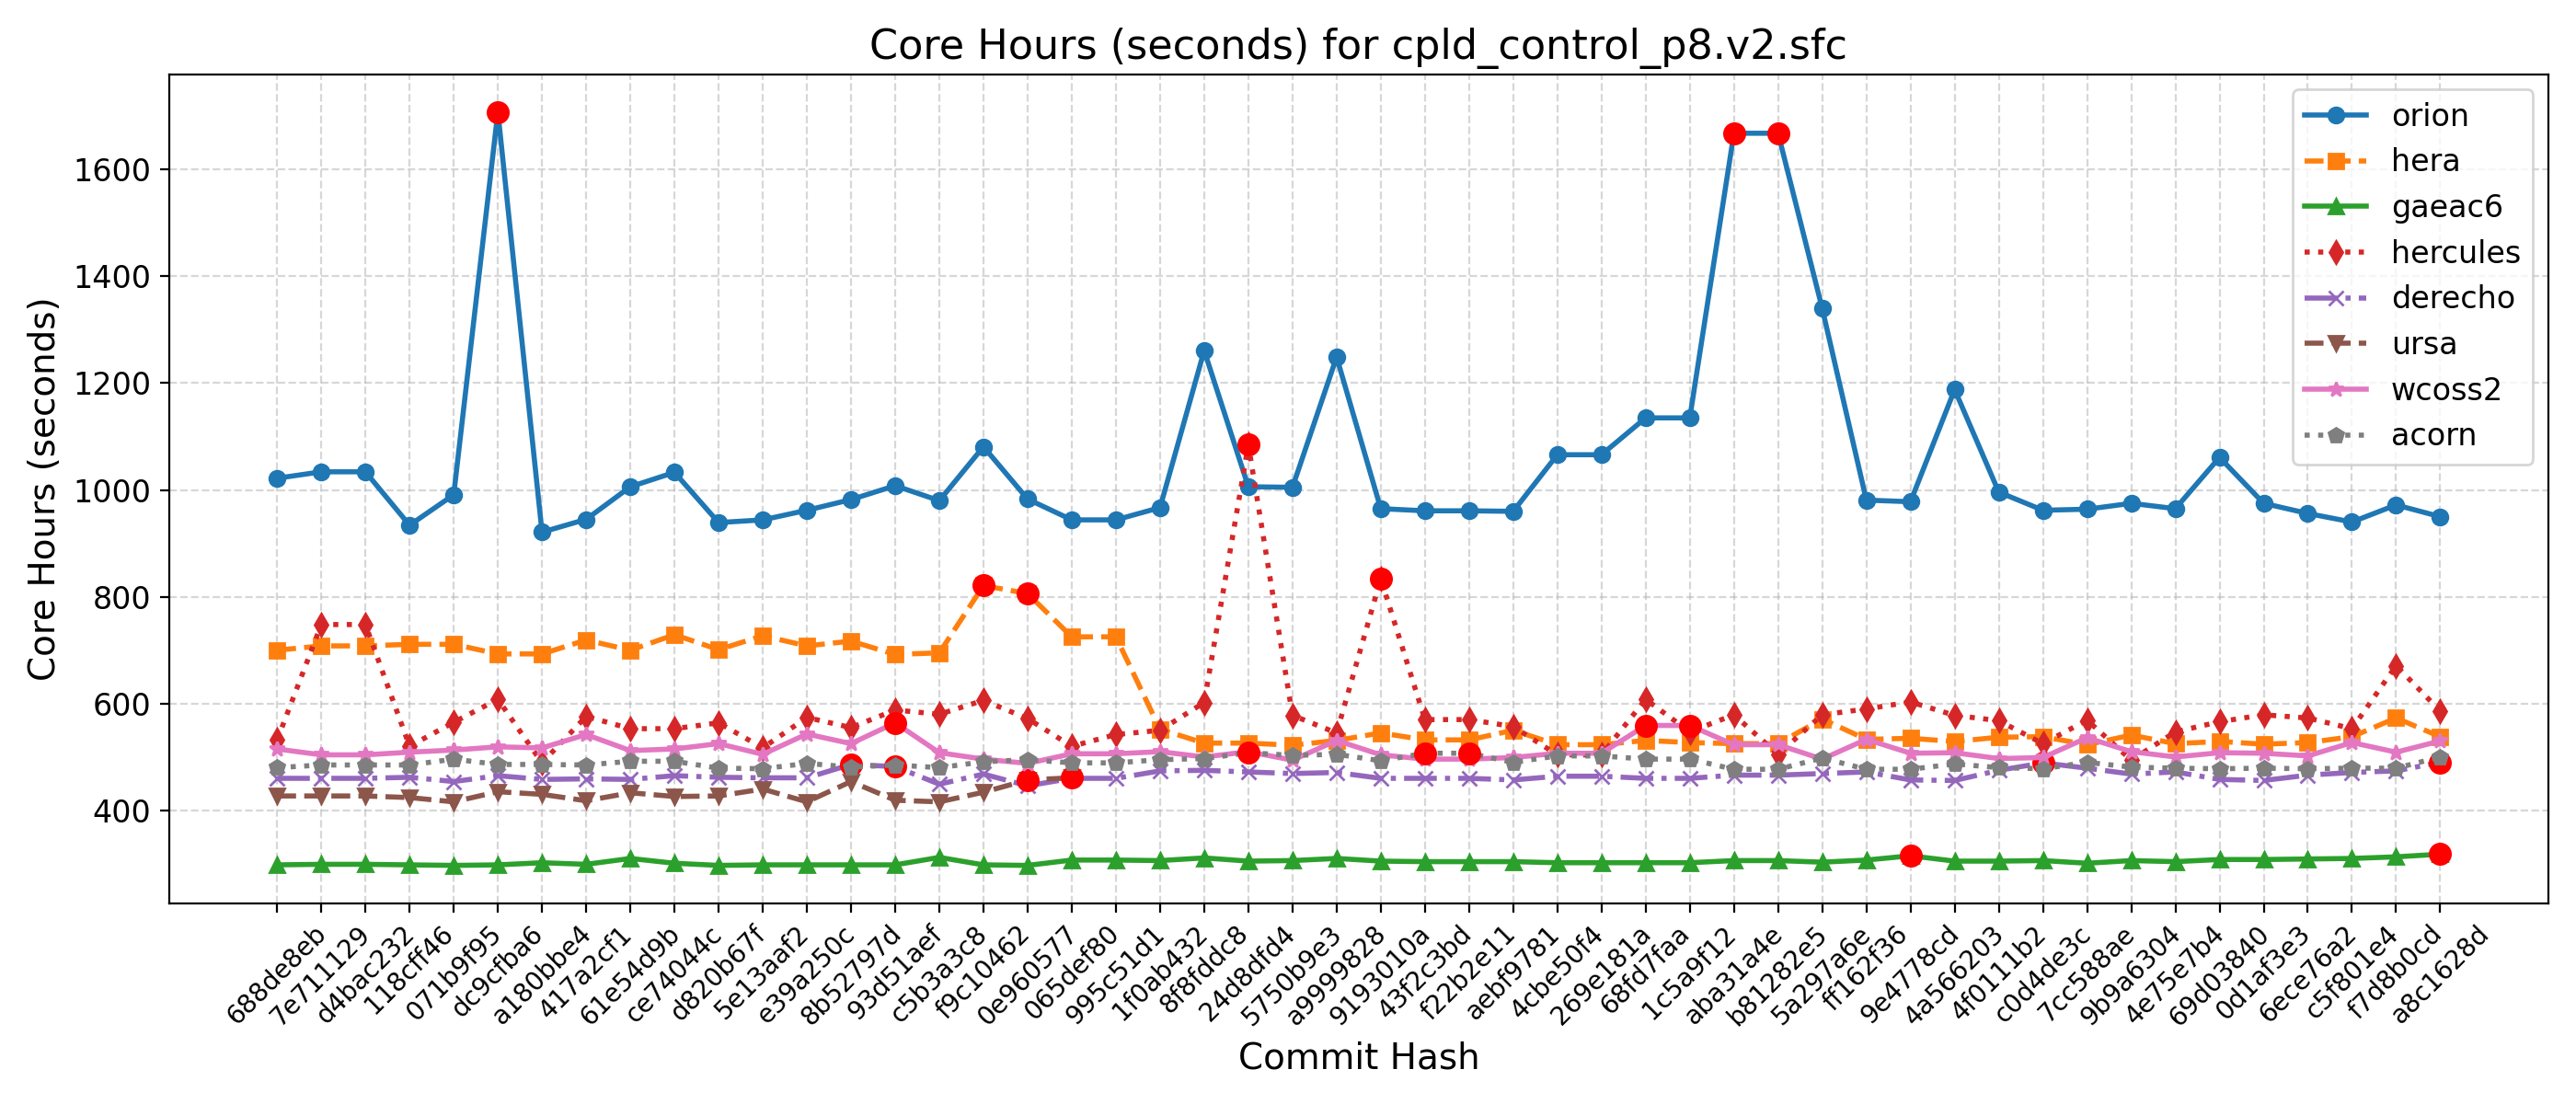 Core Hours (seconds) for cpld_control_p8.v2.sfc
Core Hours (seconds)
1600
1400
1200
1000
800
600
400
orion
hera
gaeac6
hercules
derecho
ursa
wcoss2
acorn
688de8eb
7e711129
d4bac232
118cff46
071b9f95
dc9cfba6
a180bbe4
417a2cf1
61e54d9b
ce74044c
d820b67f
5e13aaf2
e39a250c
8b52797d
93d51aef
c5b3a3c8
f9c10462
0e960577
065def80
995c51d1
1f0ab432
8f8fddc8
24d8dfd4
5750b9e3
a9999828
9193010a
43f2c3bd
f22b2e11
aebf9781
4cbe50f4
269e181a
68fd7faa
1c5a9f12
aba31a4e
b81282e5
5a297a6e
ff162f36
9e4778cd
4a566203
4f0111b2
c0d4de3c
7cc588ae
9b9a6304
4e75e7b4
69d03840
0d1af3e3
6ece76a2
c5f801e4
f7d8b0cd
a8c1628d
Commit Hash